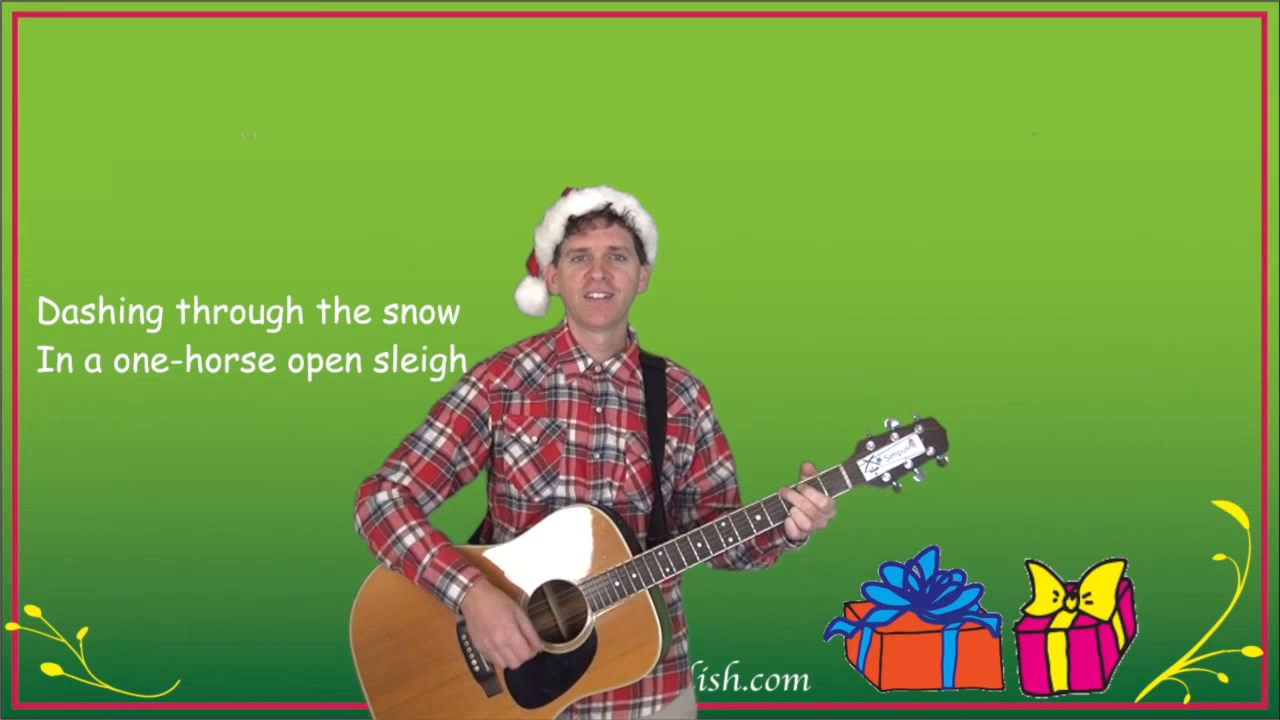 Dashing through the snow
In a one-horse open sleigh
lish.com